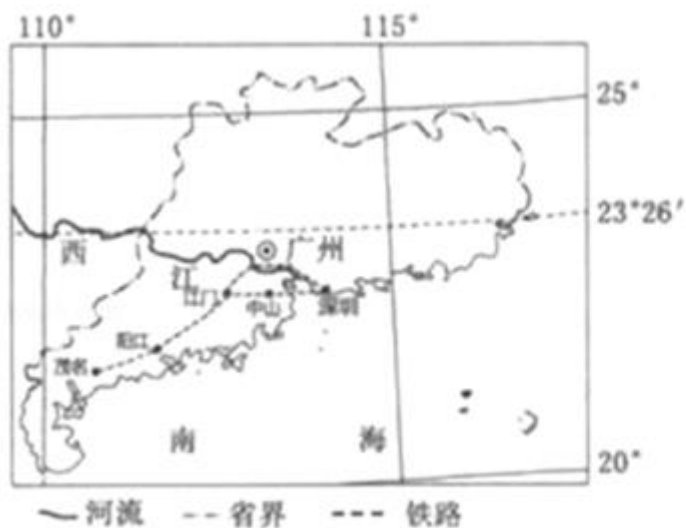 110° 115°
25°
23°26′
西 广州
江 江门 中山 深圳
阳江
茂名
南 海
20°
河流 省界 铁路